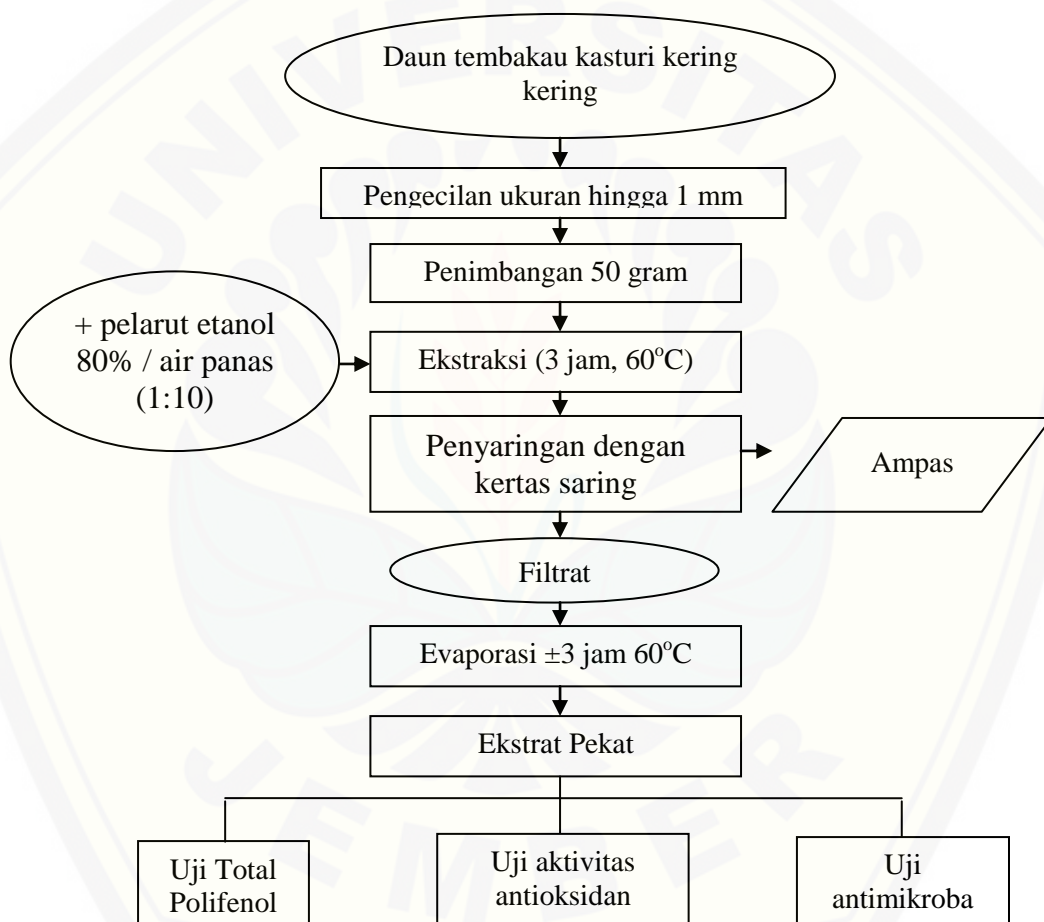 UNIVERSITAS
Daun tembakau kasturi kering
kering
Pengecilan ukuran hingga 1 mm
Penimbangan 50 gram
+ pelarut etanol
80% / air panas
(1:10)
Ekstraksi (3 jam, 60°C)
Penyaringan dengan
kertas saring
Ampas
Filtrat
Evaporasi ±3 jam 60°C
Ekstrat Pekat
JEMBER
Uji Total
Polifenol
Uji aktivitas
antioksidan
Uji
antimikroba